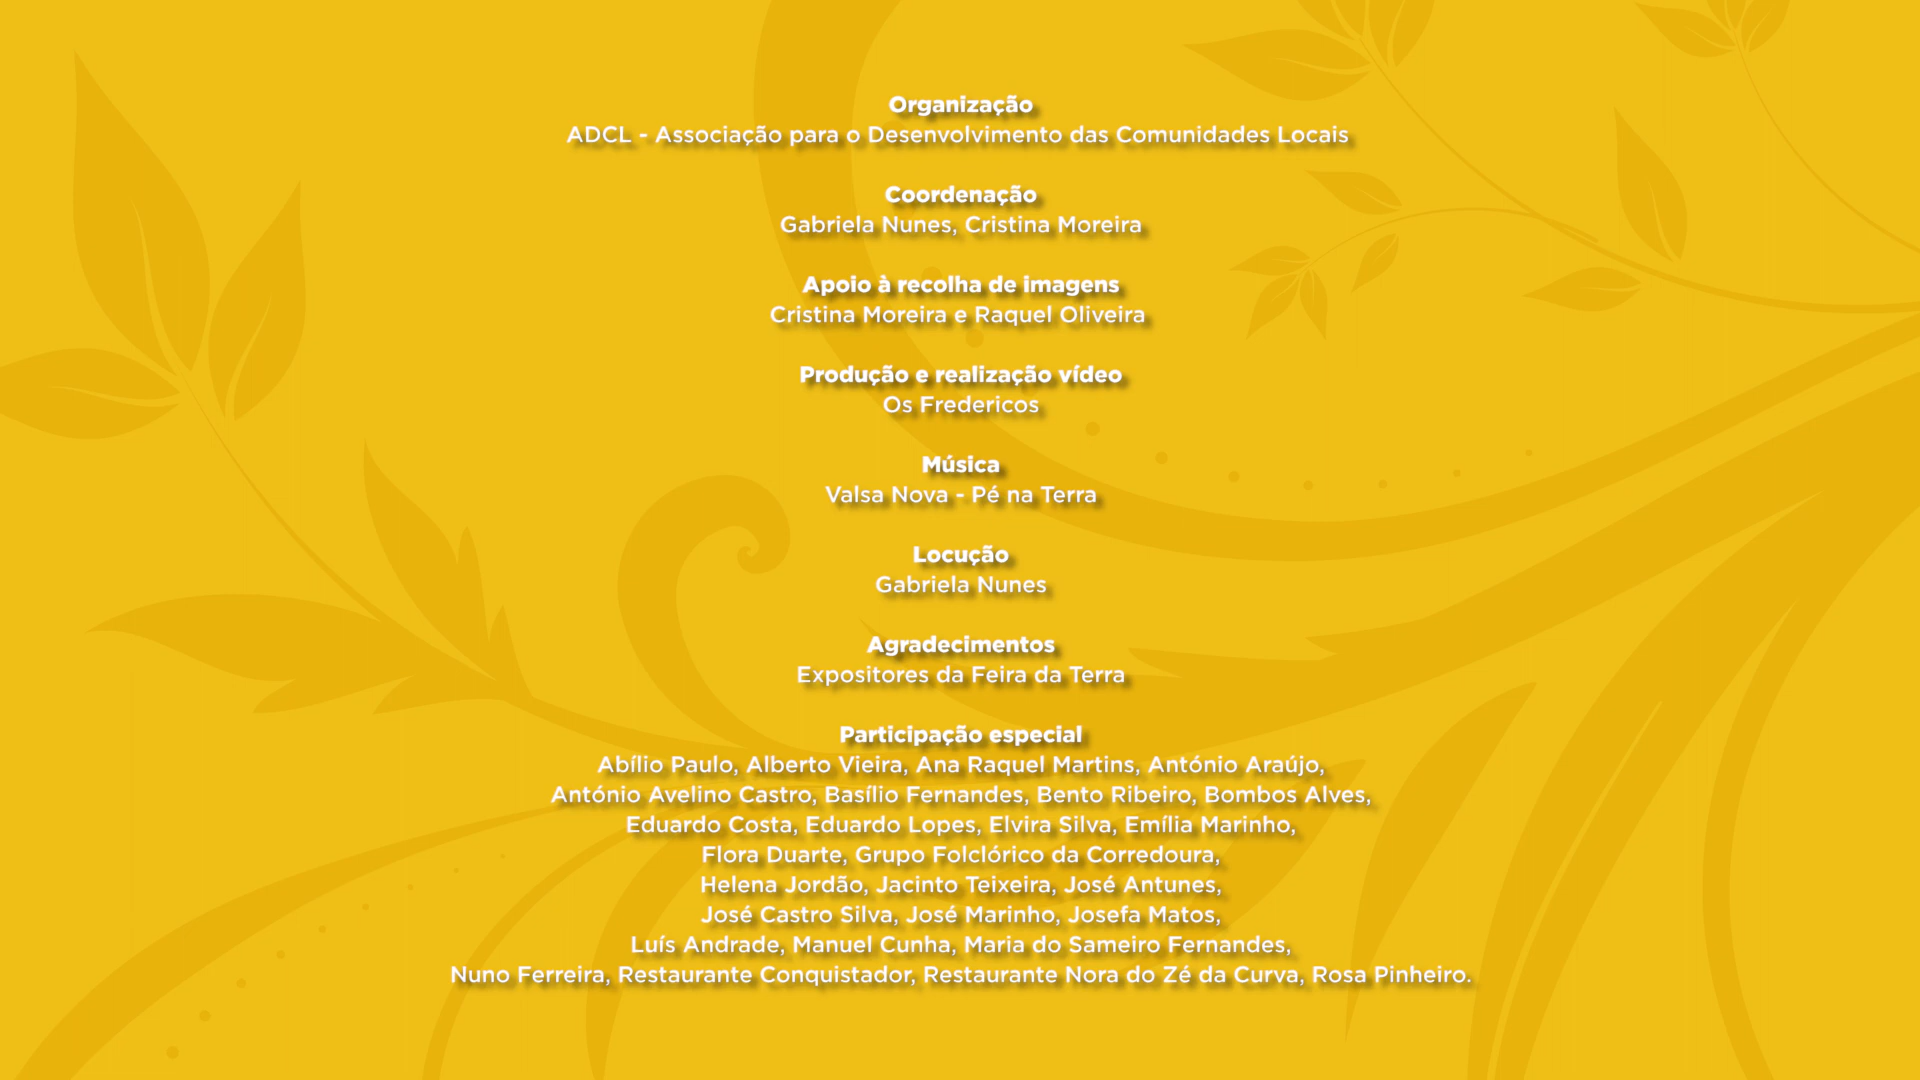 Organização
ADCL - Associação para o Desenvolvimento das Comunidades Locais
Coordenação
Gabriela Nunes, Cristina Moreira
Apoio à recolha de imagens
Cristina Moreira e Raquel Oliveira
Produção e realização vídeo
Os Fredericos
Música
Valsa Nova - Pé na Terra
Locução
Gabriela Nunes
Agradecimentos
Expositores da Feira da Terra
Participação especial
Abílio Paulo, Alberto Vieira, Ana Raquel Martins, António Araújo,
António Avelino Castro, Basílio Fernandes, Bento Ribeiro, Bombos Alves,
Eduardo Costa, Eduardo Lopes, Elvira Silva, Emília Marinho,
Flora Duarte, Grupo Folclórico da Corredoura,
Helena Jordão, Jacinto Teixeira, José Antunes,
José Castro Silva, José Marinho, Josefa Matos,
Luís Andrade, Manuel Cunha, Maria do Sameiro Fernandes,
Nuno Ferreira, Restaurante Conquistador, Restaurante Nora do Zé da Curva, Rosa Pinheiro.